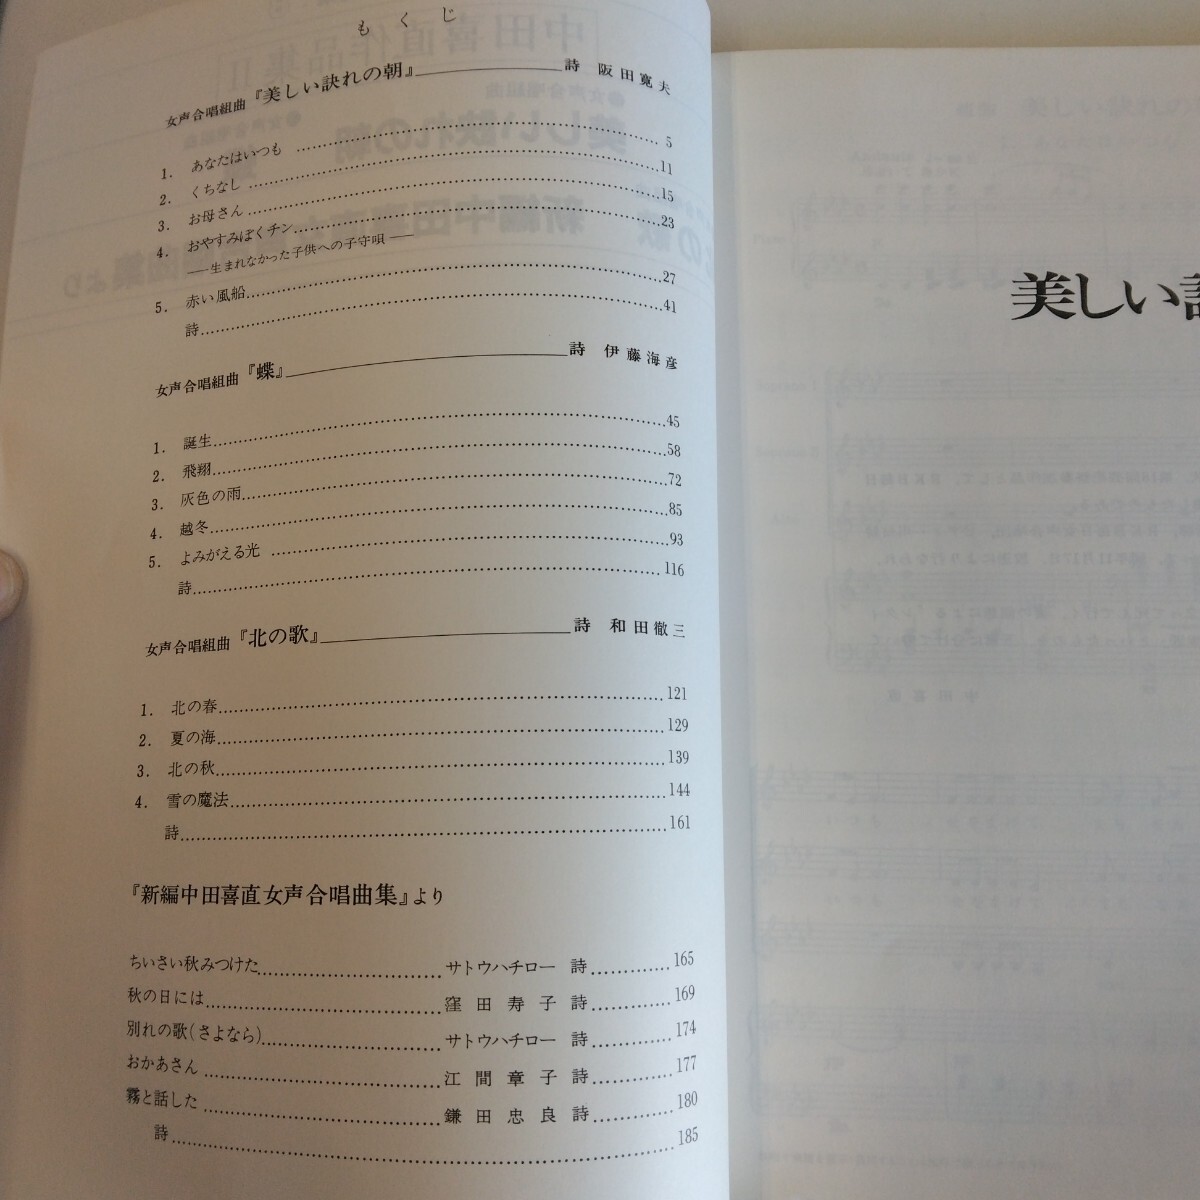 もくじ
女声合唱組曲『美しい訣れの朝』 詩 阪田寛夫
1. あなたはいつも 5
2. くちなし 11
3. お母さん 15
4. おやすみぼくチン 23
——生まれなかった子供への子守唄——
5. 赤い風船 27
詩 41
女声合唱組曲『蝶』 詩 伊藤海彦
1. 誕生 45
2. 飛翔 58
3. 灰色の雨 72
4. 越冬 85
5. よみがえる光 93
詩 116
女声合唱組曲『北の歌』 詩 和田徹三
1. 北の春 121
2. 夏の海 129
3. 北の秋 139
4. 雪の魔法 144
詩 161
『新編中田喜直女声合唱曲集』より
ちいさい秋みつけた サトウハチロー 詩 165
秋の日には 窪田寿子 詩 169
別れの歌(さよなら) サトウハチロー 詩 174
おかあさん 江間章子 詩 177
霧と話した 鎌田忠良 詩 180
詩 185
美しい